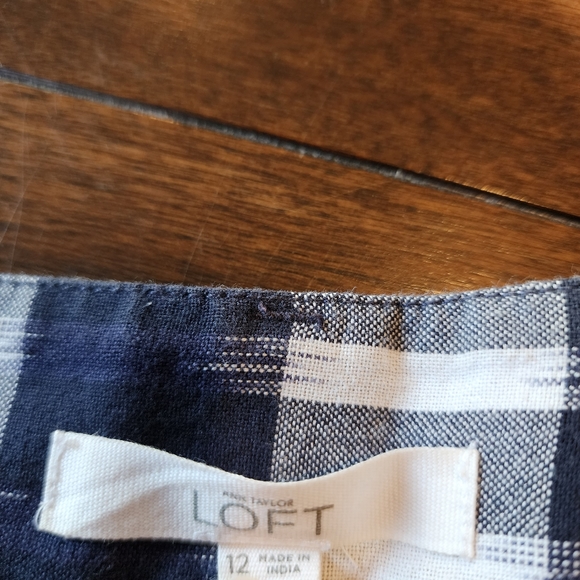 ANN TAYLOR
LOFT
12 MADE IN
INDIA